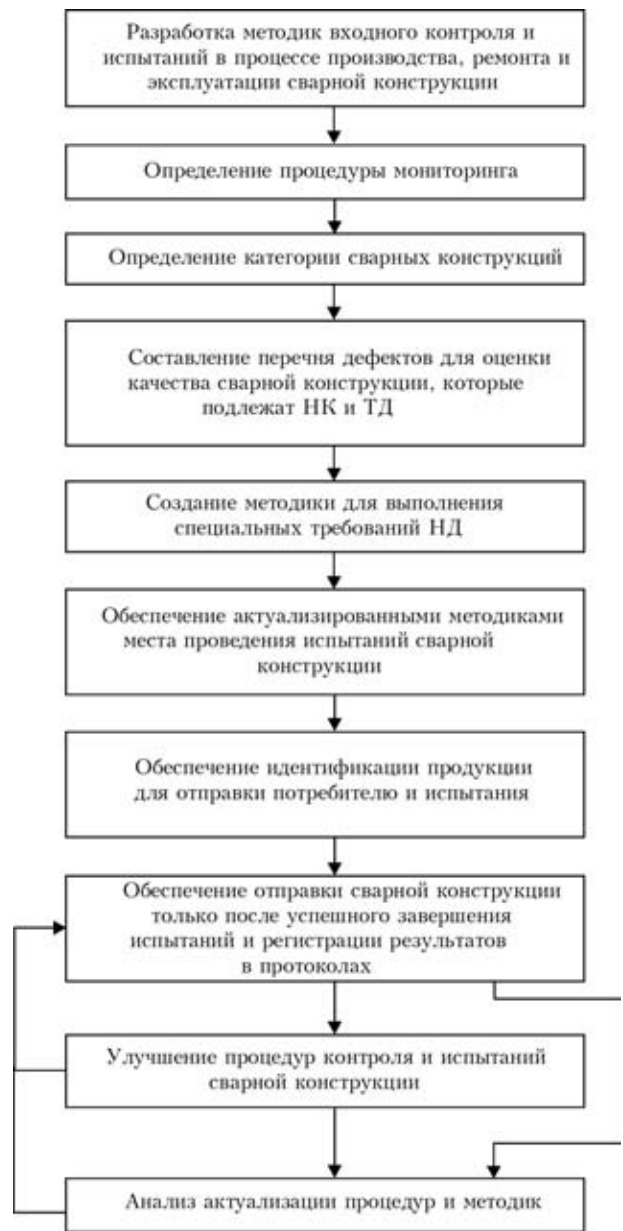 Разработка методик входного контроля и
испытаний в процессе производства, ремонта и
эксплуатации сварной конструкции
Определение процедуры мониторинга
Определение категории сварных конструкций
Составление перечня дефектов для оценки
качества сварной конструкции, которые
подлежат НК и ТД
Создание методики для выполнения
специальных требований НД
Обеспечение актуализированными методиками
места проведения испытаний сварной
конструкции
Обеспечение идентификации продукции
для отправки потребителю и испытания
Обеспечение отправки сварной конструкции
только после успешного завершения
испытаний и регистрации результатов
в протоколах
Улучшение процедур контроля и испытаний
сварной конструкции
Анализ актуализации процедур и методик